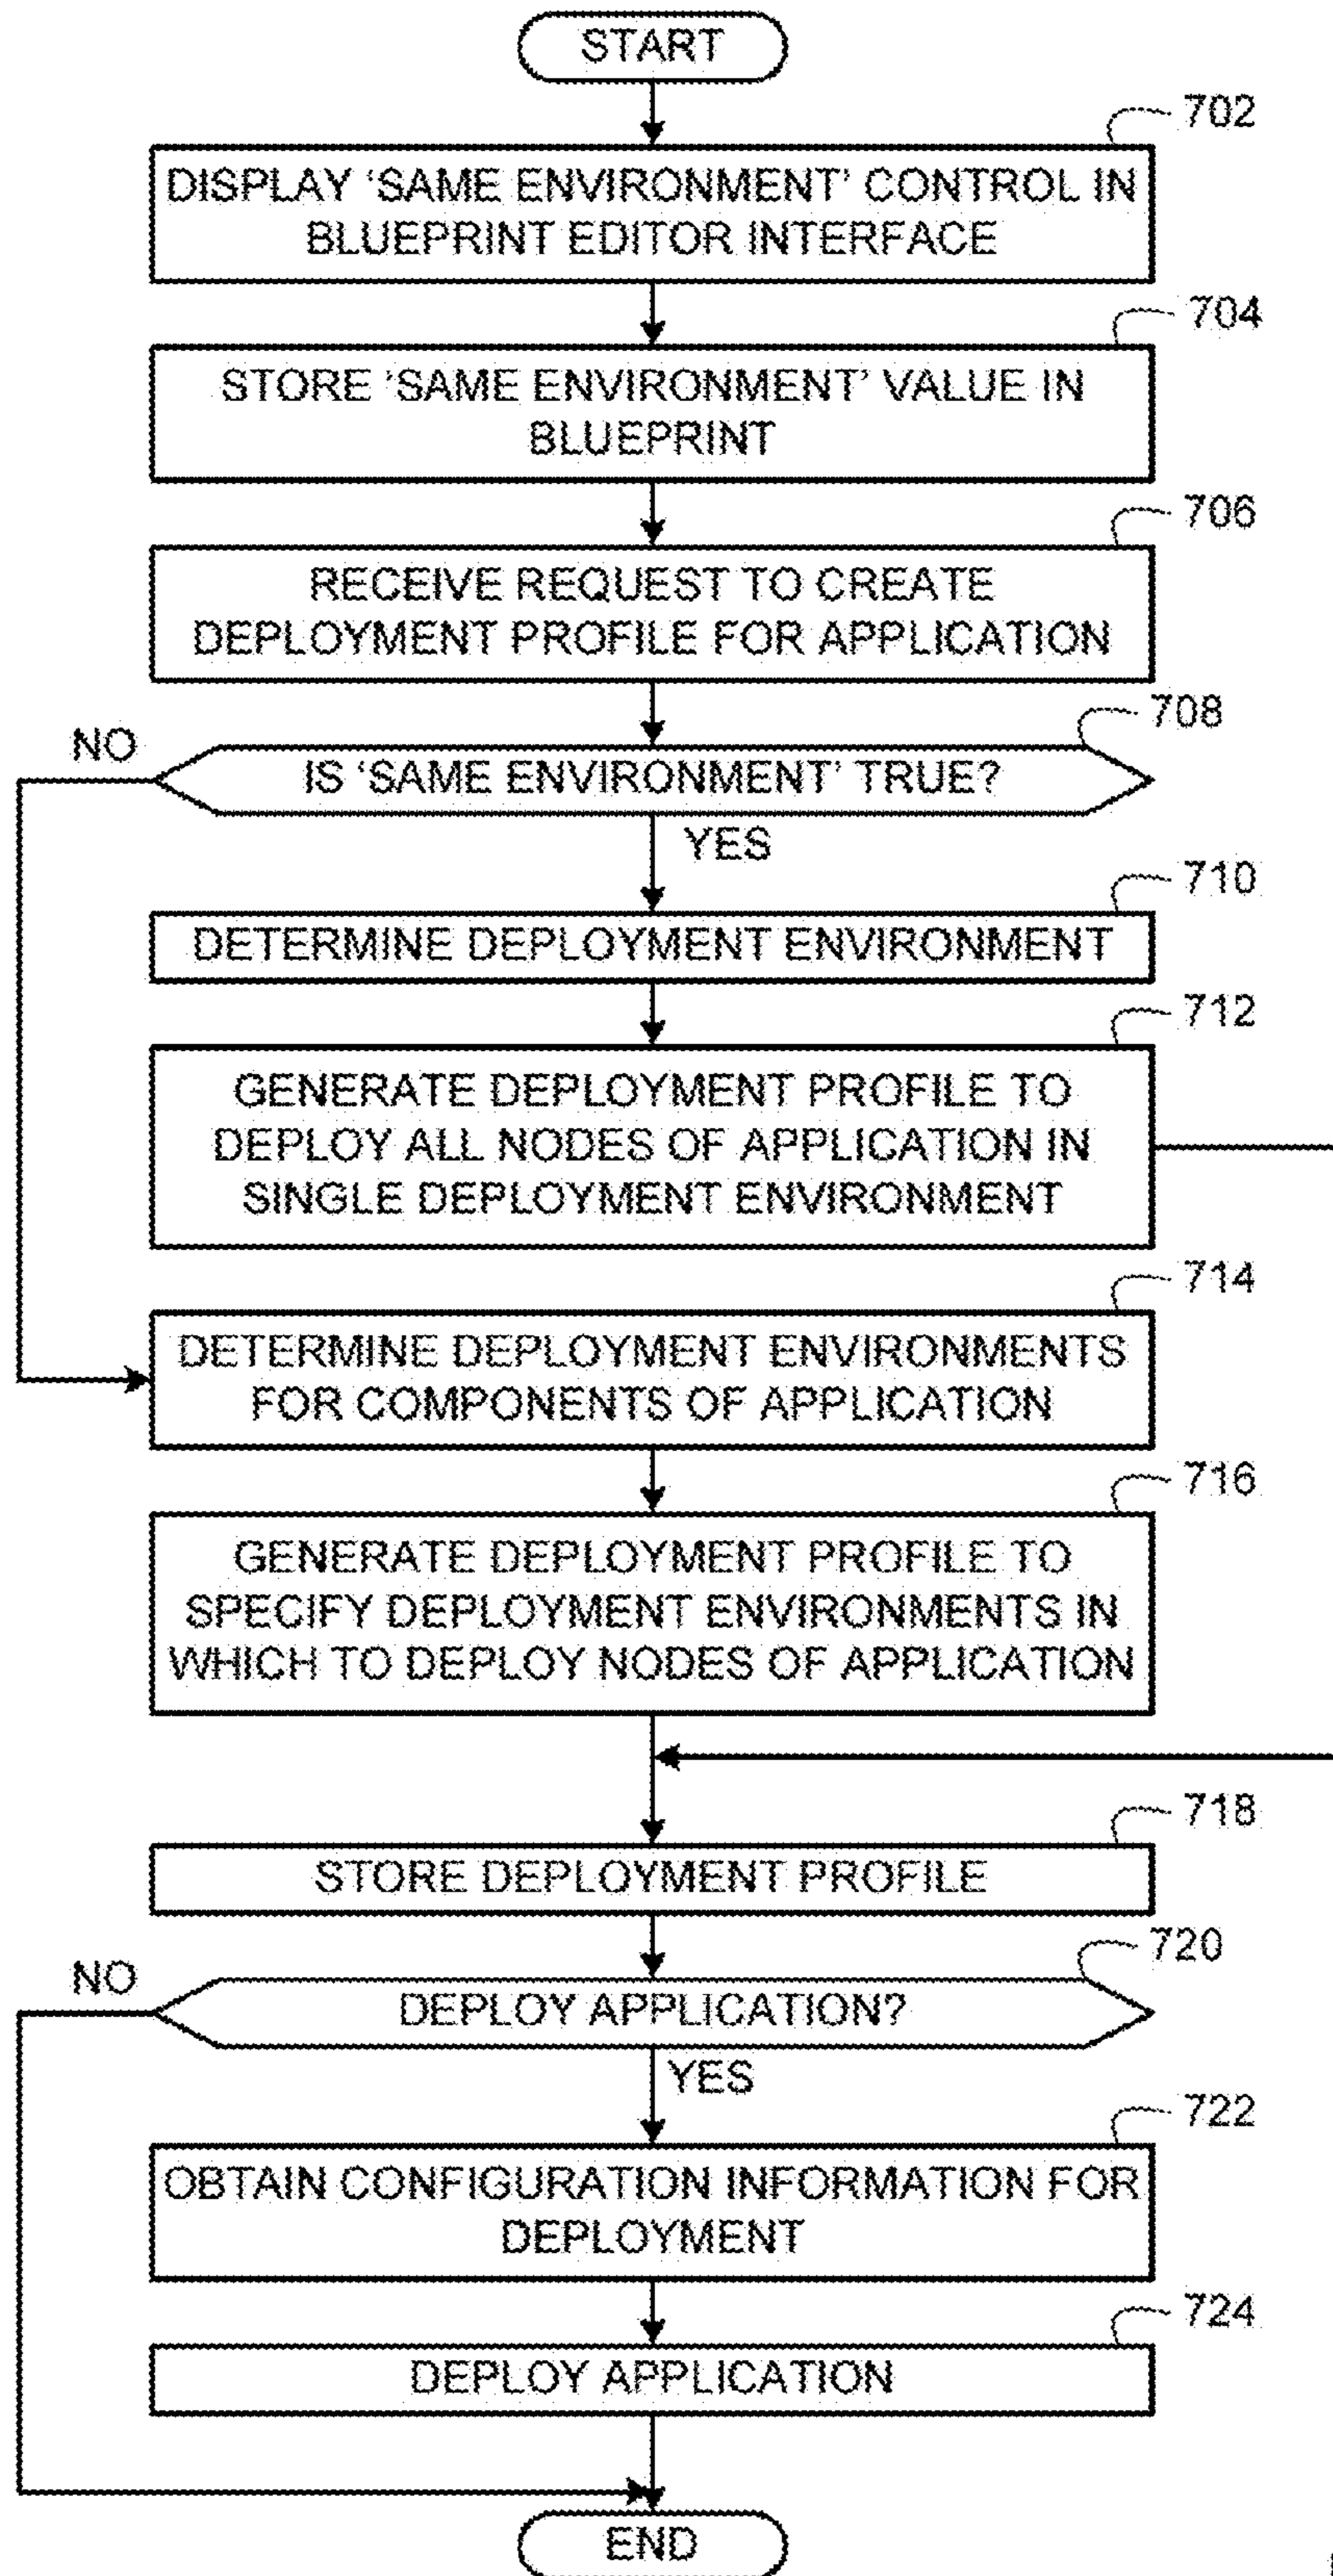 START
702
DISPLAY ‘SAME ENVIRONMENT’ CONTROL IN
BLUEPRINT EDITOR INTERFACE
704
STORE ‘SAME ENVIRONMENT’ VALUE IN
BLUEPRINT
706
RECEIVE REQUEST TO CREATE
DEPLOYMENT PROFILE FOR APPLICATION
708
NO
IS ‘SAME ENVIRONMENT’ TRUE?
YES
710
DETERMINE DEPLOYMENT ENVIRONMENT
712
GENERATE DEPLOYMENT PROFILE TO
DEPLOY ALL NODES OF APPLICATION IN
SINGLE DEPLOYMENT ENVIRONMENT
714
DETERMINE DEPLOYMENT ENVIRONMENTS
FOR COMPONENTS OF APPLICATION
716
GENERATE DEPLOYMENT PROFILE TO
SPECIFY DEPLOYMENT ENVIRONMENTS IN
WHICH TO DEPLOY NODES OF APPLICATION
718
STORE DEPLOYMENT PROFILE
720
NO
DEPLOY APPLICATION?
YES
722
OBTAIN CONFIGURATION INFORMATION FOR
DEPLOYMENT
724
DEPLOY APPLICATION
END